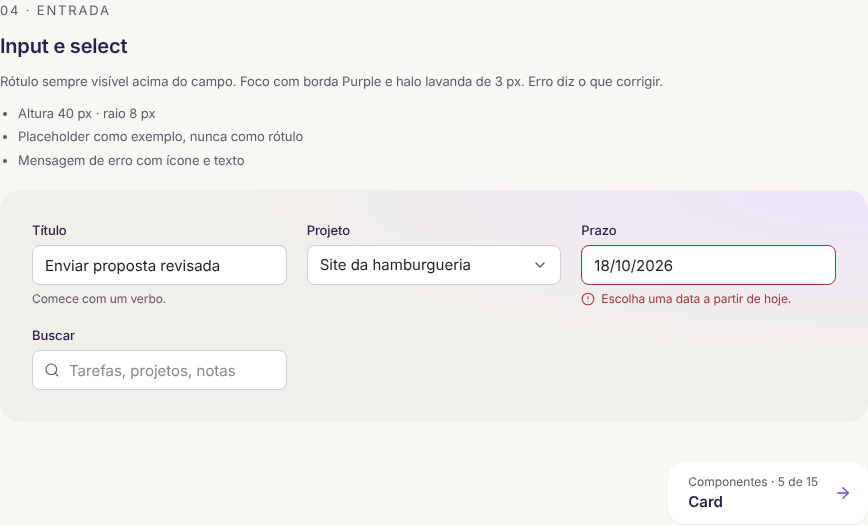 04 · ENTRADA
Input e select
Rótulo sempre visível acima do campo. Foco com borda Purple e halo lavanda de 3 px. Erro diz o que corrigir.
• Altura 40 px · raio 8 px
• Placeholder como exemplo, nunca como rótulo
• Mensagem de erro com ícone e texto
Título
Enviar proposta revisada
Comece com um verbo.
Projeto
Site da hamburgueria
Prazo
18/10/2026
Escolha uma data a partir de hoje.
Buscar
Tarefas, projetos, notas
Componentes · 5 de 15
Card